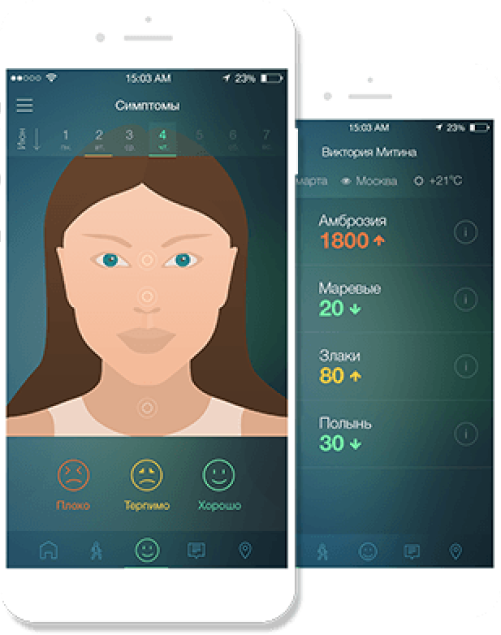 15:03 AM 23%
Симптомы
Июн 1 2 3 4 5 6 7
пн. вт. ср. чт.
Плохо Терпимо Хорошо
15:03 AM 23%
Виктория Митина
марта Москва +21°C
Амброзия
1800
Маревые
20
Злаки
80
Полынь
30